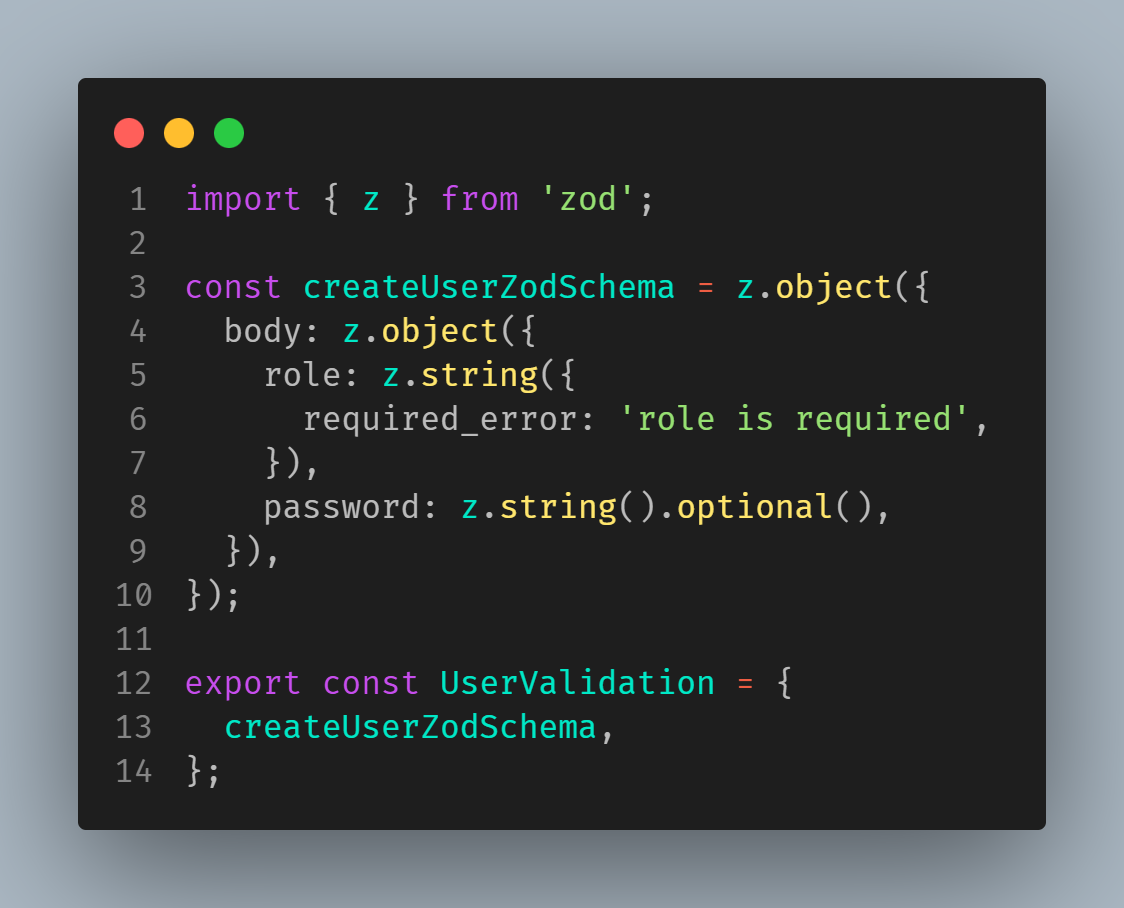 1 import { z } from 'zod';
2
3 const createUserZodSchema = z.object({
4   body: z.object({
5     role: z.string({
6       required_error: 'role is required',
7     }),
8     password: z.string().optional(),
9   }),
10 });
11
12 export const UserValidation = {
13   createUserZodSchema,
14 };